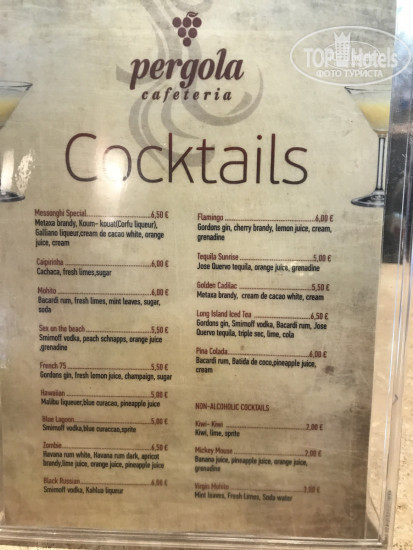 TOP Hotels
ФОТО ТУРИСТА
pergola
cafeteria
Cocktails
Messonghi Special 6,50 €
Metaxa brandy, Koum- kouat(Corfu liqueur),
Galliano liqueur,cream de cacao white, orange
juice, cream
Caipirinha 6,00 €
Cachaca, fresh limes,sugar
Mohito 6,00 €
Bacardi rum, fresh limes, mint leaves, sugar,
soda
Sex on the beach 5,50 €
Smirnoff vodka, peach schnapps, orange juice
,grenadine
French 75 5,50 €
Gordons gin, fresh lemon juice, champaign, sugar
Hawaiian 5,00 €
Malibu liqueur,blue curacao, pineapple juice
Blue Lagoon 5,00 €
Smirnoff vodka,blue curaccao,sprite
Zombie 6,50 €
Havana rum white, Havana rum dark, apricot
brandy,lime juice, orange juice, pineapple juice
Black Russian 6,00 €
Smirnoff vodka, Kahlua liqueur
Flamingo 6,00 €
Gordons gin, cherry brandy, lemon juice, cream,
grenadine
Tequila Sunrise 5,00 €
Jose Quervo tequila, orange juice, grenadine
Golden Cadilac 5,50 €
Metaxa brandy, cream de cacao white, cream
Long Island Iced Tea 6,50 €
Gordons gin, Smirnoff vodka, Bacardi rum, Jose
Quervo tequila, triple sec, lime, cola
Pina Colada 6,00 €
Bacardi rum, Batida de coco,pineapple juice,
cream
NON-ALCOHOLIC COCKTAILS
Kiwi- Kiwi 2,00 €
Kiwi, lime, sprite
Mickey Mouse 3,00 €
Banana juice, pineapple juice, orange juice,
grenadine
Virgin Mohito 3,00 €
Mint leaves, Fresh Limes, Soda water